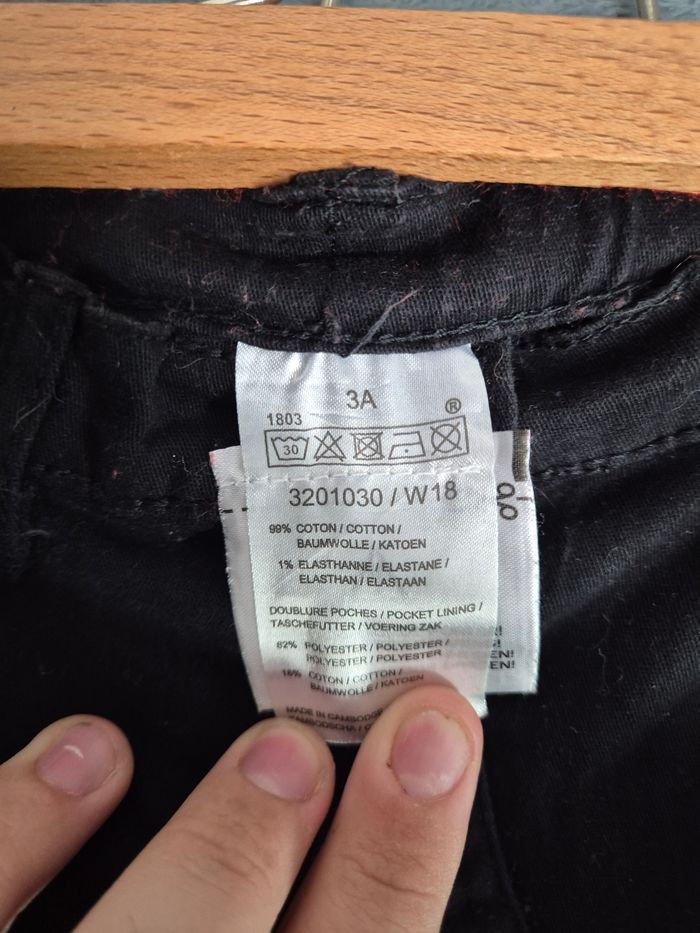 3A
1803
®
30
3201030 / W18
99% COTON / COTTON /
BAUMWOLLE / KATOEN
1% ELASTHANNE / ELASTANE /
ELASTHAN / ELASTAAN
DOUBLURE POCHES / POCKET LINING /
TASCHEFUTTER / VOERING ZAK
82% POLYESTER / POLYESTER /
POLYESTER / POLYESTER
18% COTON / COTTON /
BAUMWOLLE / KATOEN
MADE IN CAMBODGE